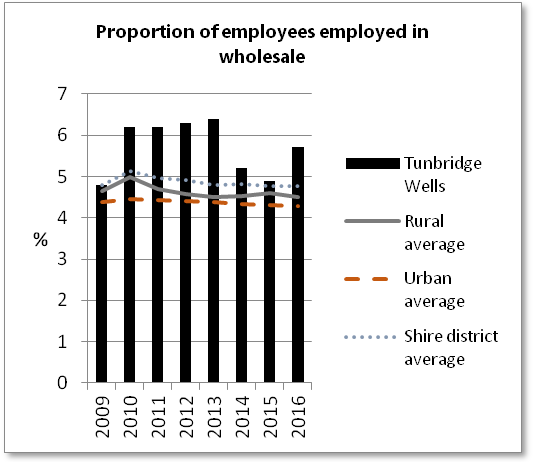 Proportion of employees employed in
wholesale
7
6
5
4
3
2
1
0
%
2009
2010
2011
2012
2013
2014
2015
2016
Tunbridge
Wells
Rural
average
Urban
average
Shire district
average